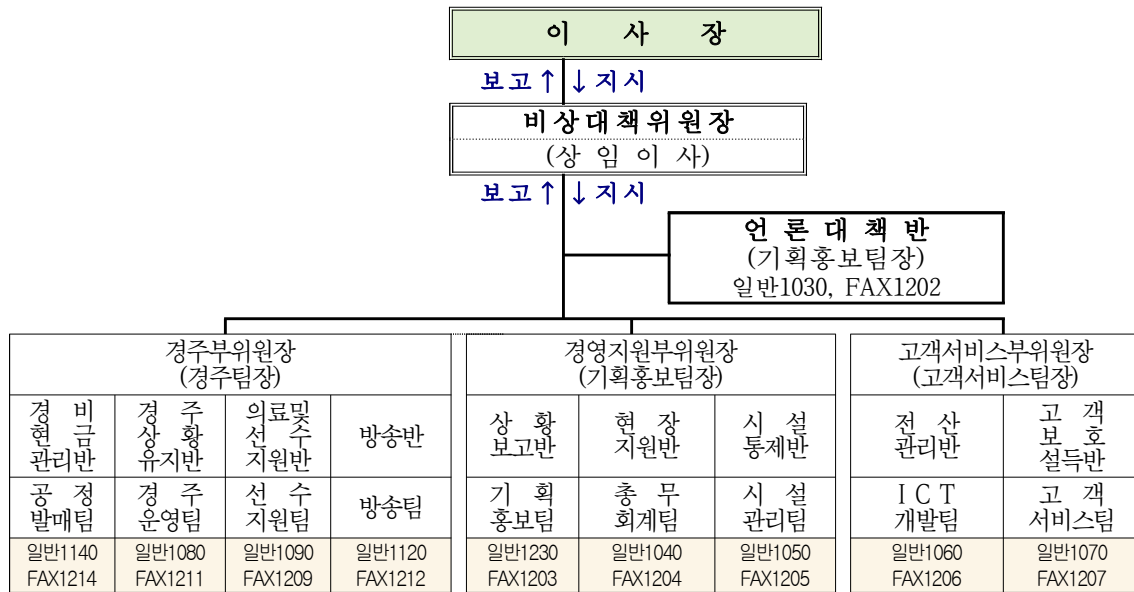 이 사 장
보고↑ ↓지시
비상대책위원장
(상 임 이 사)
보고↑ ↓지시
언 론 대 책 반
(기획홍보팀장)
일반1030, FAX1202
경주부위원장
(경주팀장)
경 비
현 금
관리반
경 주
상 황
유지반
의료및
선 수
지원반
방송반
공 정
발매팀
경 주
운영팀
선 수
지원팀
방송팀
일반1140
FAX1214
일반1080
FAX1211
일반1090
FAX1209
일반1120
FAX1212
경영지원부위원장
(기획홍보팀장)
상 황
보고반
현 장
지원반
시 설
통제반
기 획
홍보팀
총 무
회계팀
시 설
관리팀
일반1230
FAX1203
일반1040
FAX1204
일반1050
FAX1205
고객서비스부위원장
(고객서비스팀장)
전 산
관리반
고 객
보 호
설득반
I C T
개발팀
고 객
서비스팀
일반1060
FAX1206
일반1070
FAX1207